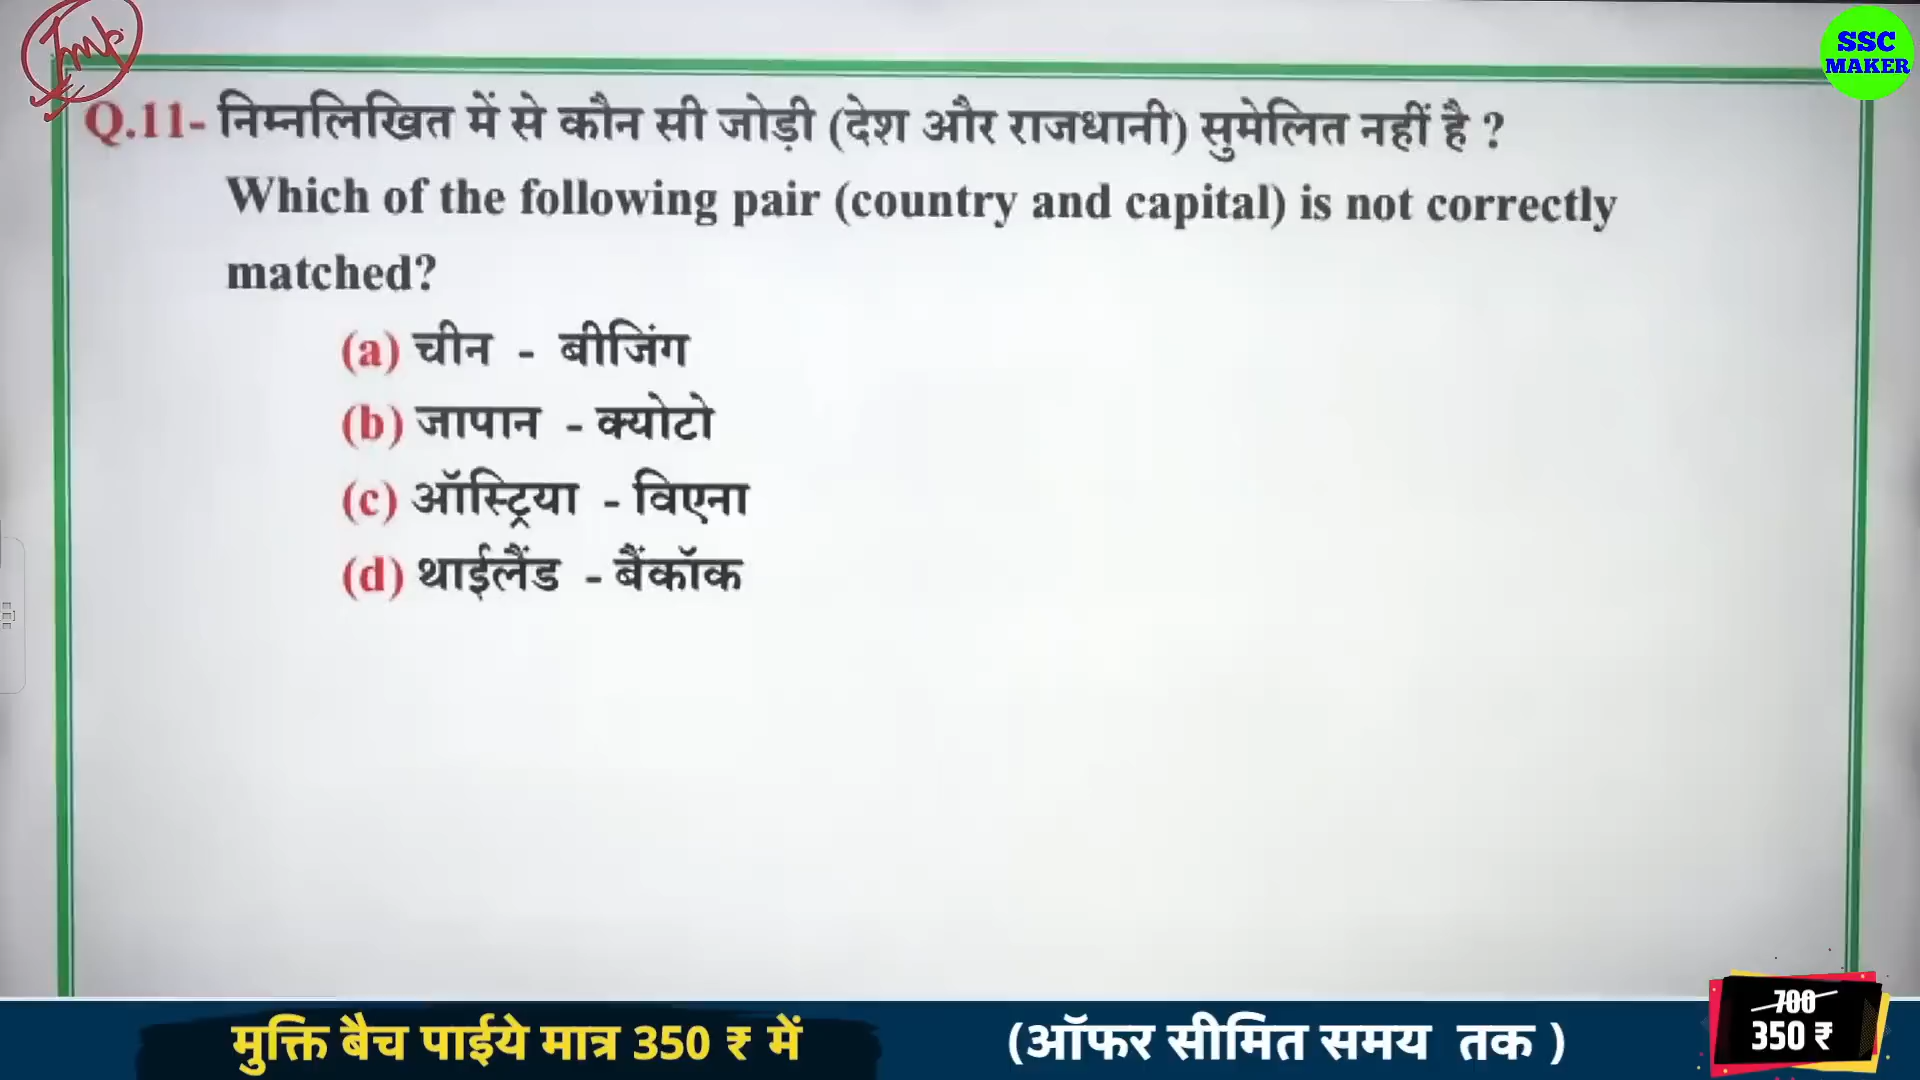 Imp.
SSC
MAKER
Q.11- निम्नलिखित में से कौन सी जोड़ी (देश और राजधानी) सुमेलित नहीं है ?
Which of the following pair (country and capital) is not correctly
matched?
(a) चीन - बीजिंग
(b) जापान - क्योटो
(c) ऑस्ट्रिया - विएना
(d) थाईलैंड - बैंकॉक
मुक्ति बैच पाईये मात्र 350 ₹ में
(ऑफर सीमित समय तक )
700
350 ₹